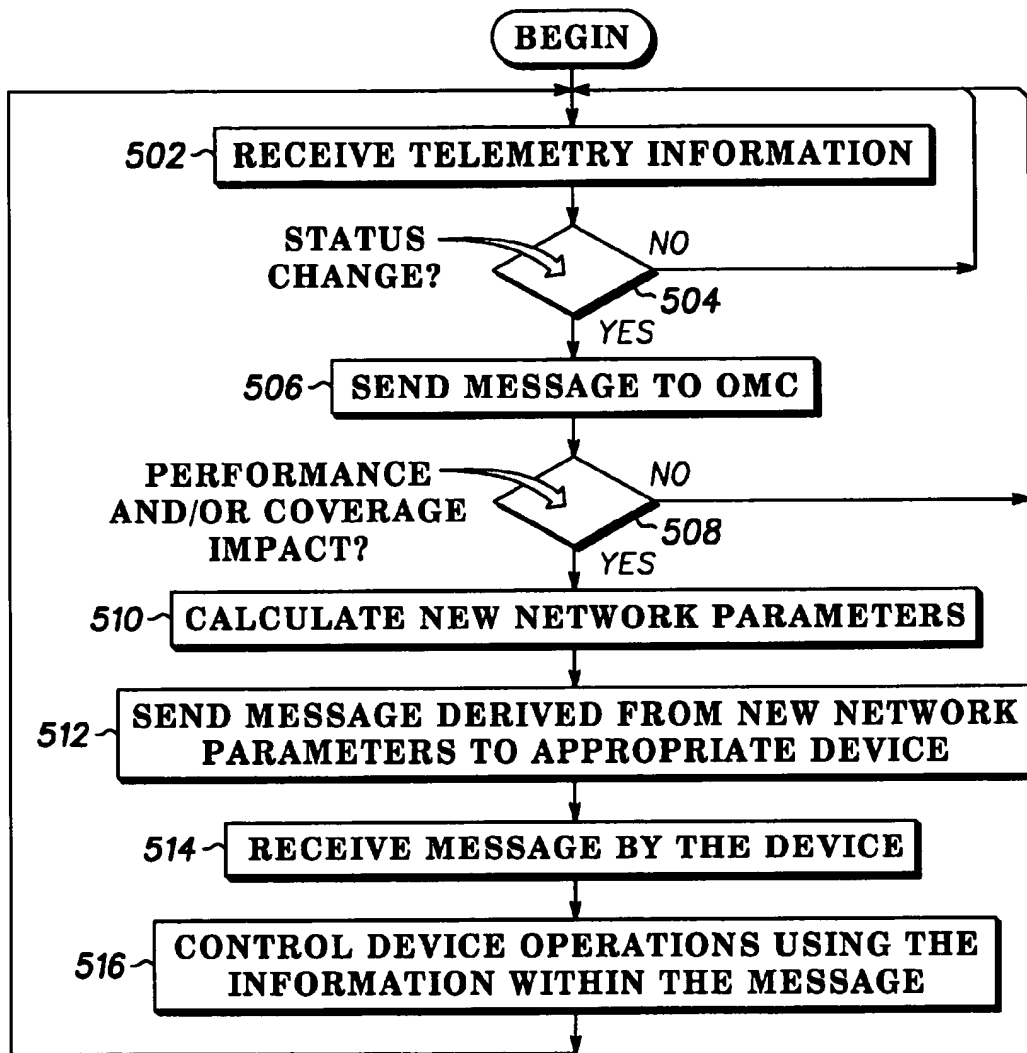 BEGIN
502 RECEIVE TELEMETRY INFORMATION
STATUS
CHANGE?
NO
504
YES
506 SEND MESSAGE TO OMC
PERFORMANCE
AND/OR COVERAGE
IMPACT?
NO
508
YES
510 CALCULATE NEW NETWORK PARAMETERS
512 SEND MESSAGE DERIVED FROM NEW NETWORK
PARAMETERS TO APPROPRIATE DEVICE
514 RECEIVE MESSAGE BY THE DEVICE
516 CONTROL DEVICE OPERATIONS USING THE
INFORMATION WITHIN THE MESSAGE